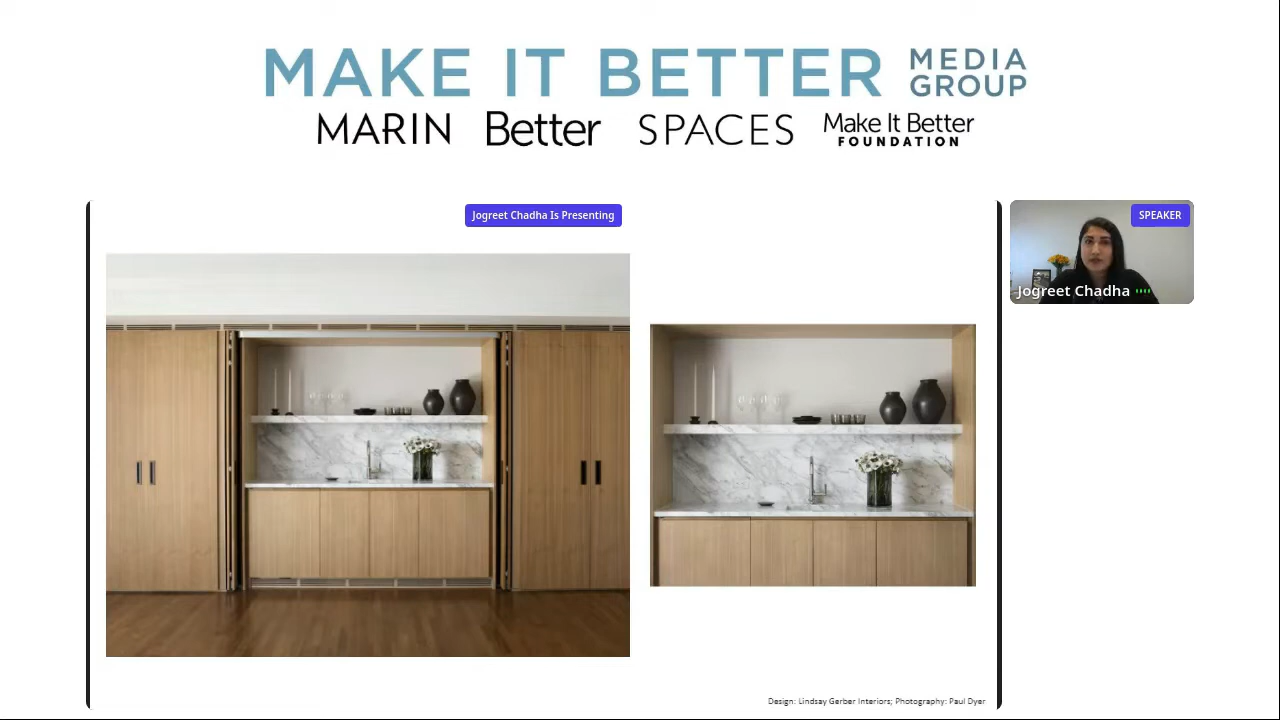 MAKE IT BETTER MEDIA GROUP
MARIN Better SPACES Make It Better FOUNDATION
Jogreet Chadha Is Presenting
SPEAKER
Jogreet Chadha
Design: Lindsay Gerber Interiors; Photography: Paul Dyer